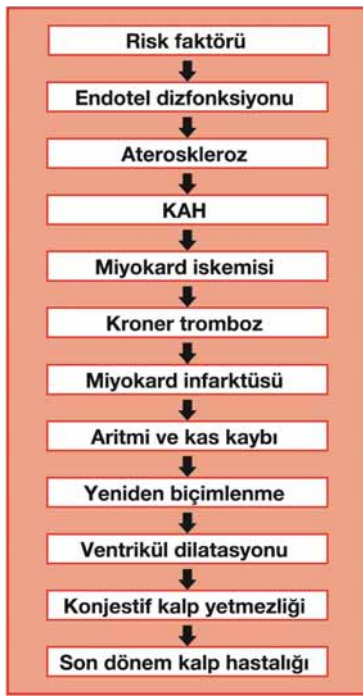 Risk faktörü
Endotel dizfonksiyonu
Ateroskleroz
KAH
Miyokard iskemisi
Kroner tromboz
Miyokard infarktüsü
Aritmi ve kas kaybı
Yeniden biçimlenme
Ventrikül dilatasyonu
Konjestif kalp yetmezliği
Son dönem kalp hastalığı